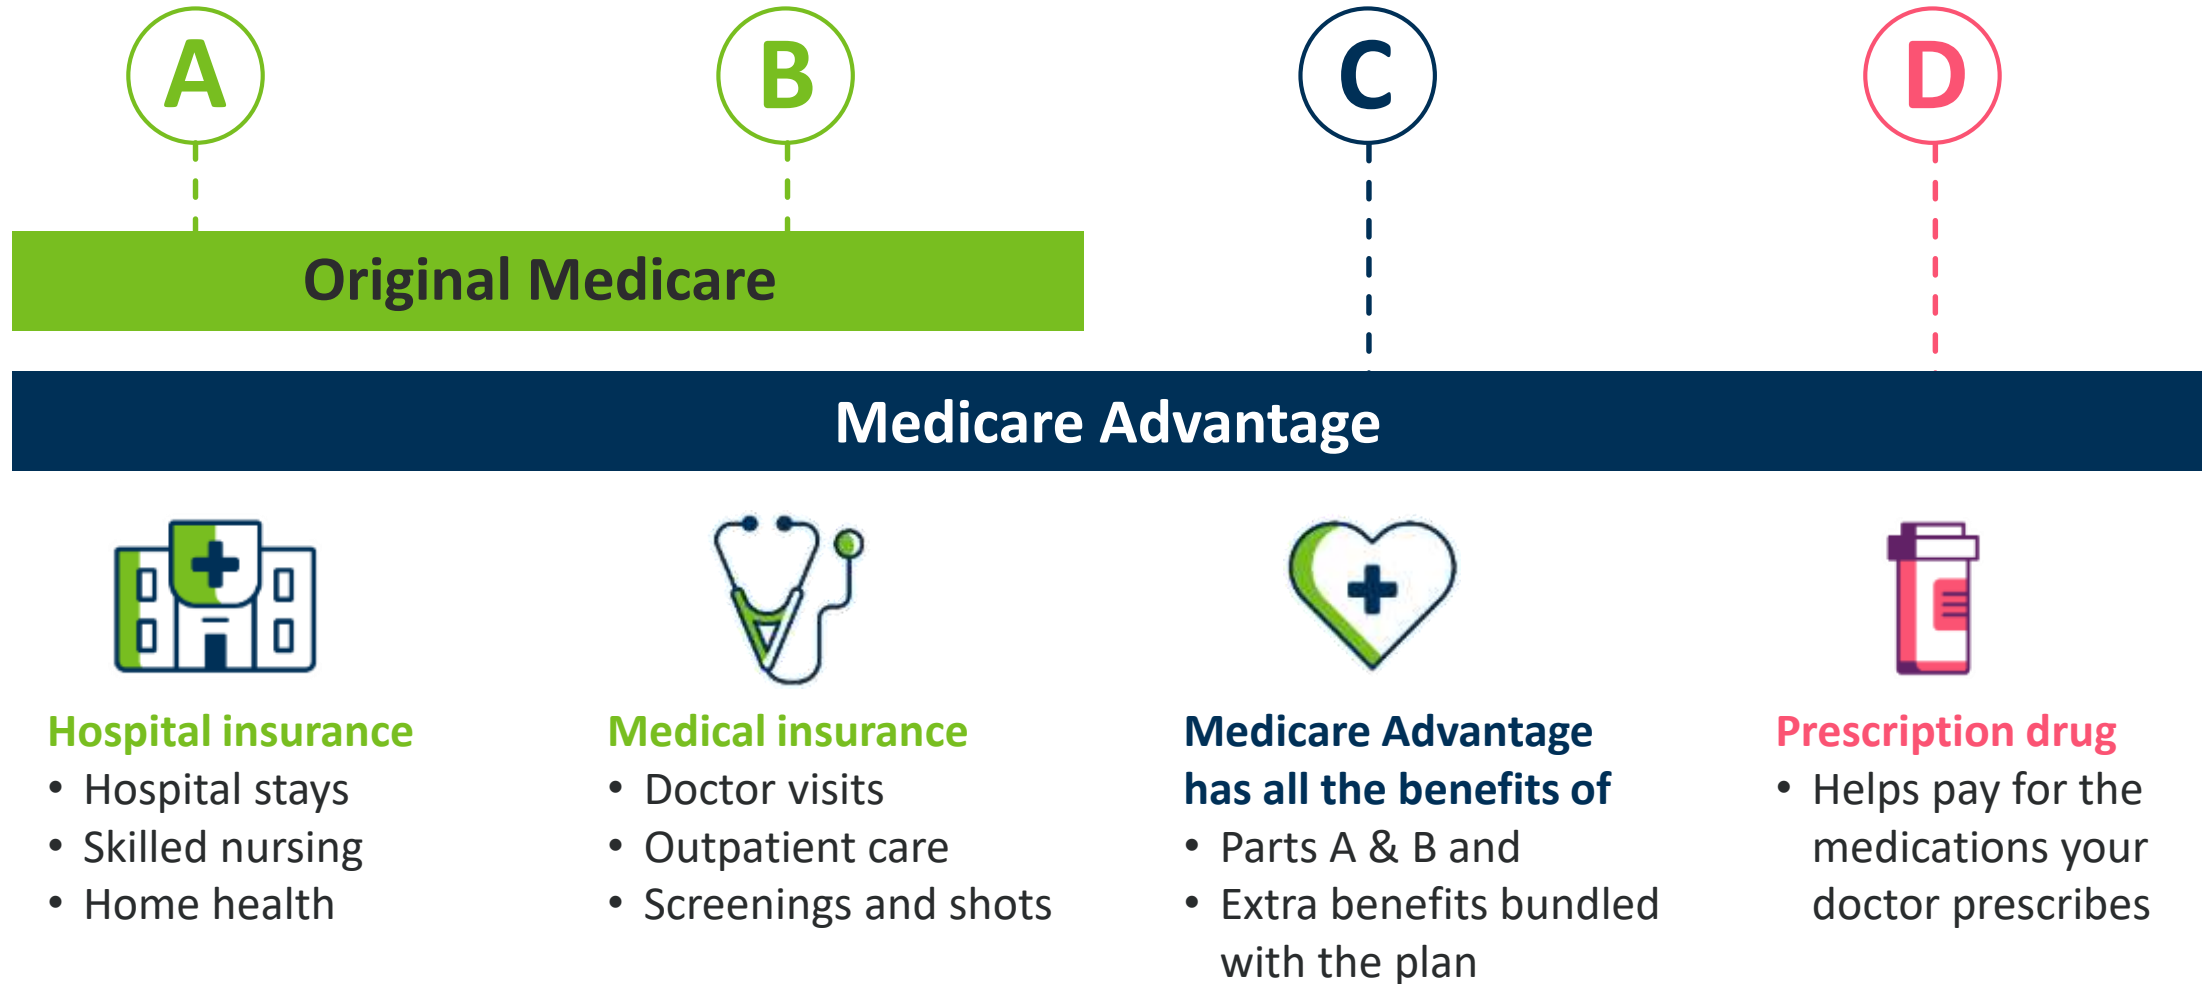 A
B
C
D
Original Medicare
Medicare Advantage
Hospital insurance
• Hospital stays
• Skilled nursing
• Home health
Medical insurance
• Doctor visits
• Outpatient care
• Screenings and shots
Medicare Advantage
has all the benefits of
• Parts A & B and
• Extra benefits bundled
with the plan
Prescription drug
• Helps pay for the
medications your
doctor prescribes